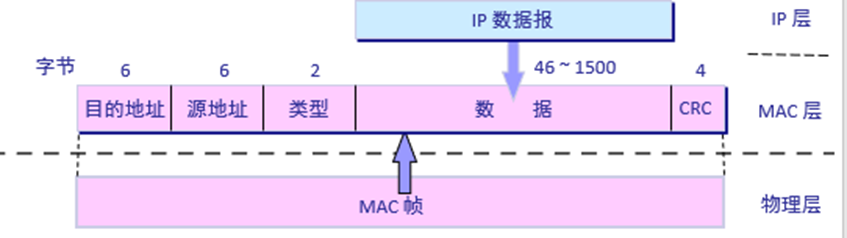 IP 数据报
IP 层
字节
6
6
2
46 ~ 1500
4
目的地址
源地址
类型
数 据
CRC
MAC 层
MAC 帧
物理层